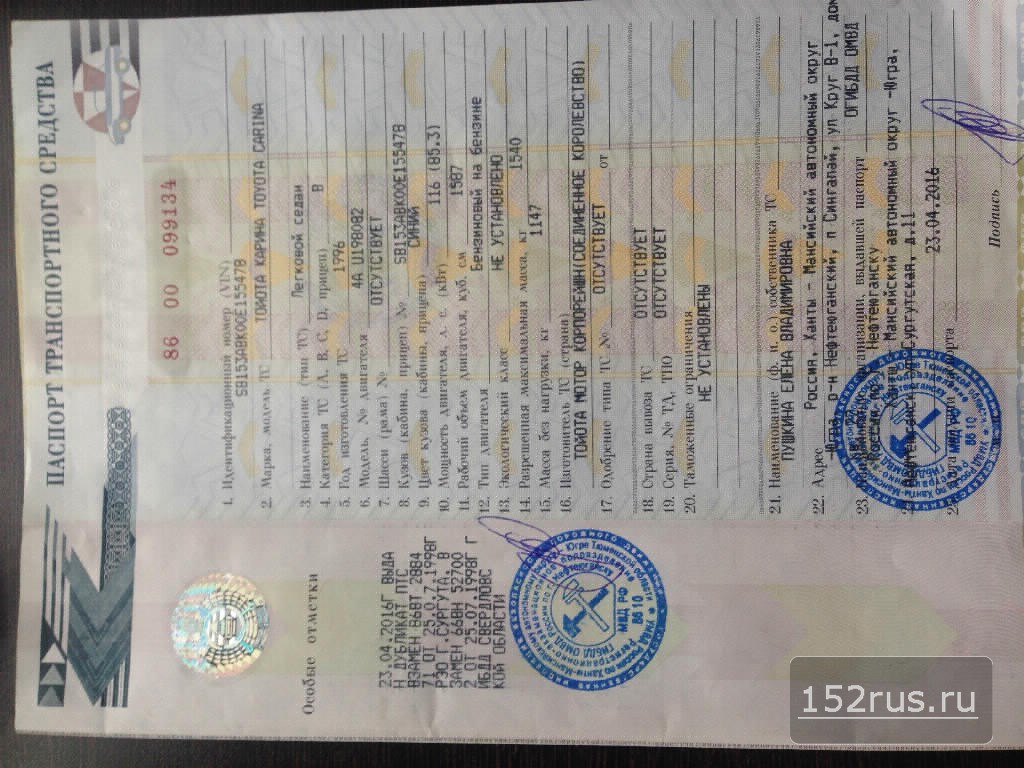 ПАСПОРТ ТРАНСПОРТНОГО СРЕДСТВА
86 00 099134
1. Идентификационный номер (VIN)
SB153ABK00E155478
2. Марка, модель ТС ТОЙОТА КАРИНА TOYOTA CARINA
3. Наименование (тип ТС) Легковой седан
4. Категория ТС (A, B, C, D, прицеп) В
5. Год изготовления ТС 1996
6. Модель, № двигателя 4A U198082
7. Шасси (рама) № ОТСУТСТВУЕТ
8. Кузов (кабина, прицеп) № SB153ABK00E155478
9. Цвет кузова (кабины, прицепа) СИНИЙ
10. Мощность двигателя, л. с. (кВт) 116 (85.3)
11. Рабочий объем двигателя, куб. см 1587
12. Тип двигателя Бензиновый на бензине
13. Экологический класс НЕ УСТАНОВЛЕНО
14. Разрешенная максимальная масса, кг 1540
15. Масса без нагрузки, кг 1147
16. Изготовитель ТС (страна)
ТОЙОТА МОТОР КОРПОРЕЙШН(СОЕДИНЕНОЕ КОРОЛЕВСТВО)
17. Одобрение типа ТС № ОТСУТСТВУЕТ от
18. Страна вывоза ТС ОТСУТСТВУЕТ
19. Серия, № ТД, ТПО ОТСУТСТВУЕТ
20. Таможенные ограничения
НЕ УСТАНОВЛЕНЫ
21. Наименование (ф. и. о.) собственника ТС
ПУШКИНА ЕЛЕНА ВЛАДИМИРОВНА
22. Адрес Россия, Ханты - Мансийский автономный округ
Югра р-н Нефтеюганский, п Сингапай, ул Круг В-1, дом
23. организации, выдавшей паспорт ОГИБДД ОМВД
России по г. Нефтеюганску
Ханты - Мансийский автономный округ -Югра,
Сургутская, д.11
23.04.2016
Подпись
Особые отметки
23.04.2016Г ВЫДА
Н ДУБЛИКАТ ПТС
ВЗАМЕН 86ВТ 2884
71 ОТ 25.0.7.1998Г
РЭО Г.СУРГУТА, В
ЗАМЕН 66ВН 52700
2 ОТ 25.07.1998Г Г
ИБДД СВЕРДЛОВС
КОЙ ОБЛАСТИ
МВД РФ
8610
МВД РФ
8610
152rus.ru